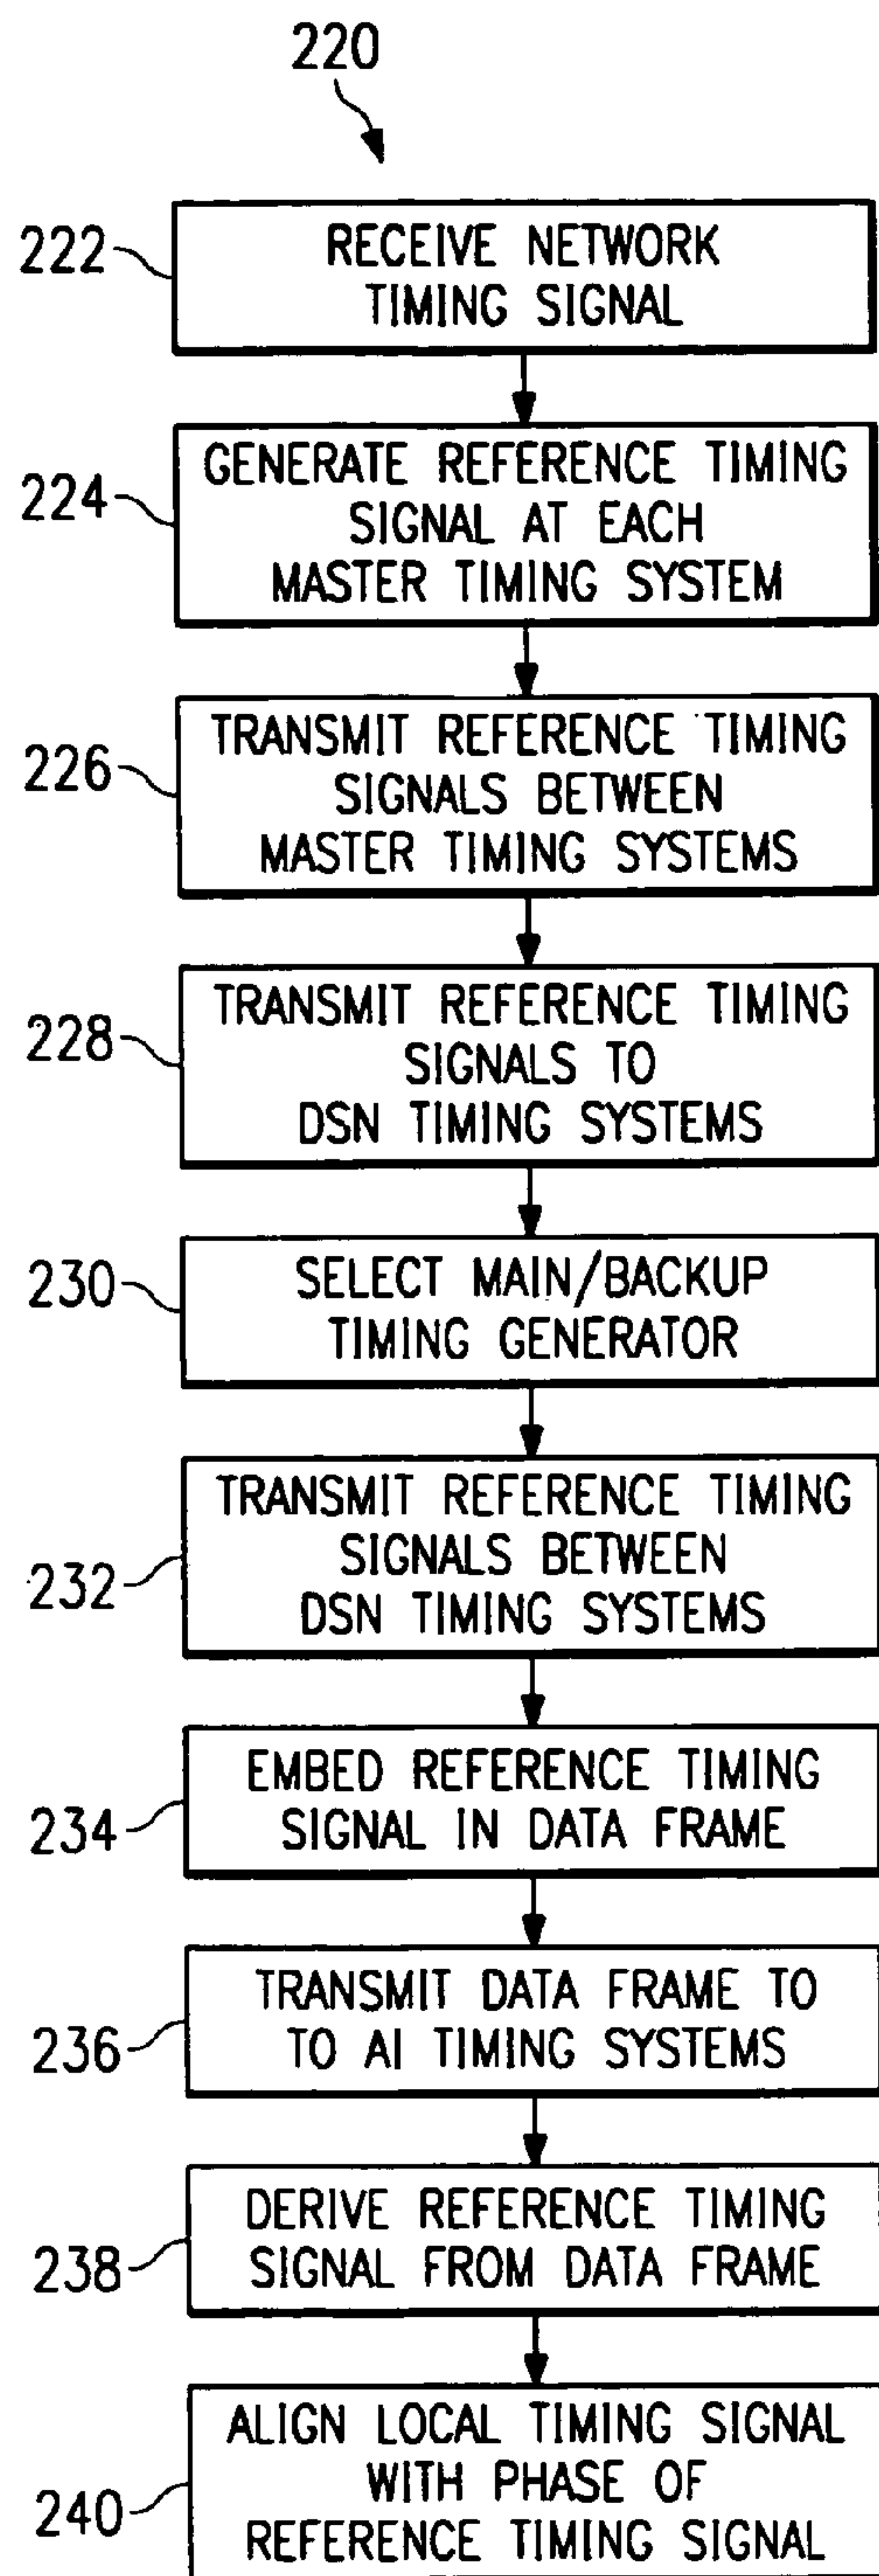 220
222
RECEIVE NETWORK
TIMING SIGNAL
224
GENERATE REFERENCE TIMING
SIGNAL AT EACH
MASTER TIMING SYSTEM
226
TRANSMIT REFERENCE TIMING
SIGNALS BETWEEN
MASTER TIMING SYSTEMS
228
TRANSMIT REFERENCE TIMING
SIGNALS TO
DSN TIMING SYSTEMS
230
SELECT MAIN/BACKUP
TIMING GENERATOR
232
TRANSMIT REFERENCE TIMING
SIGNALS BETWEEN
DSN TIMING SYSTEMS
234
EMBED REFERENCE TIMING
SIGNAL IN DATA FRAME
236
TRANSMIT DATA FRAME TO
TO AI TIMING SYSTEMS
238
DERIVE REFERENCE TIMING
SIGNAL FROM DATA FRAME
240
ALIGN LOCAL TIMING SIGNAL
WITH PHASE OF
REFERENCE TIMING SIGNAL